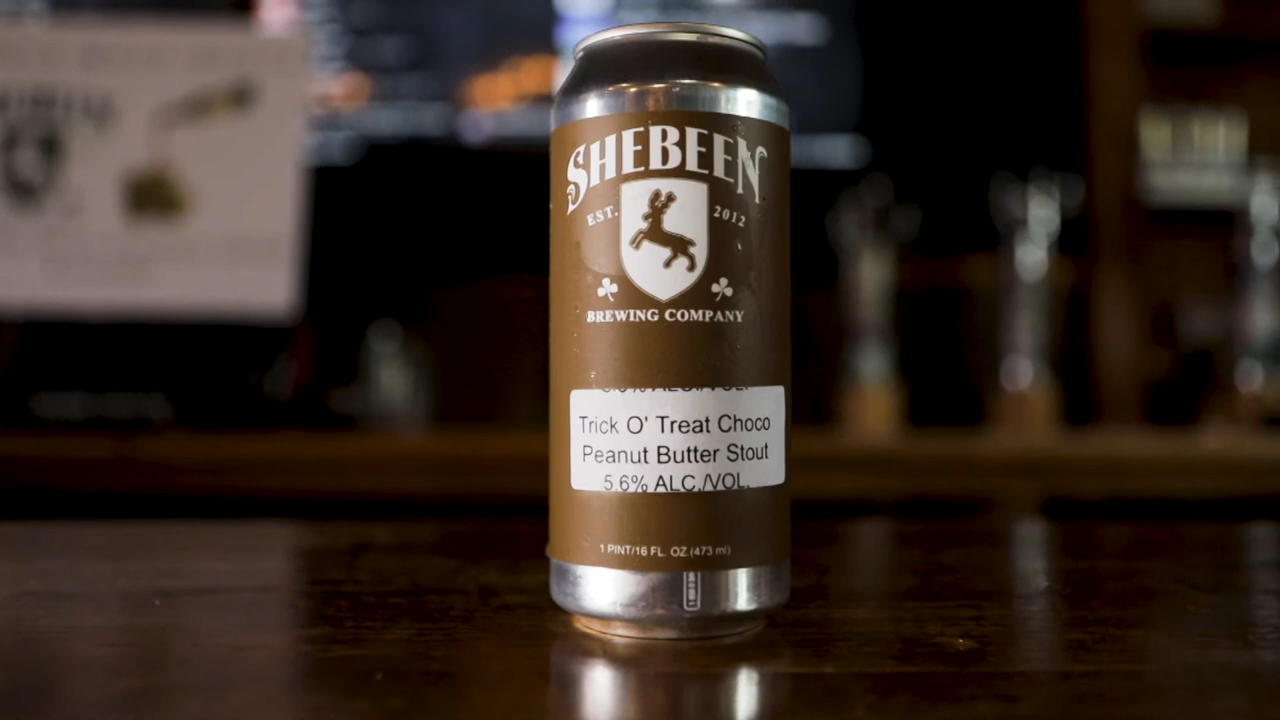 SHEBEEN
EST. 2012
BREWING COMPANY
Trick O' Treat Choco
Peanut Butter Stout
5.6% ALC./VOL.
1 PINT/16 FL. OZ (473 ml)